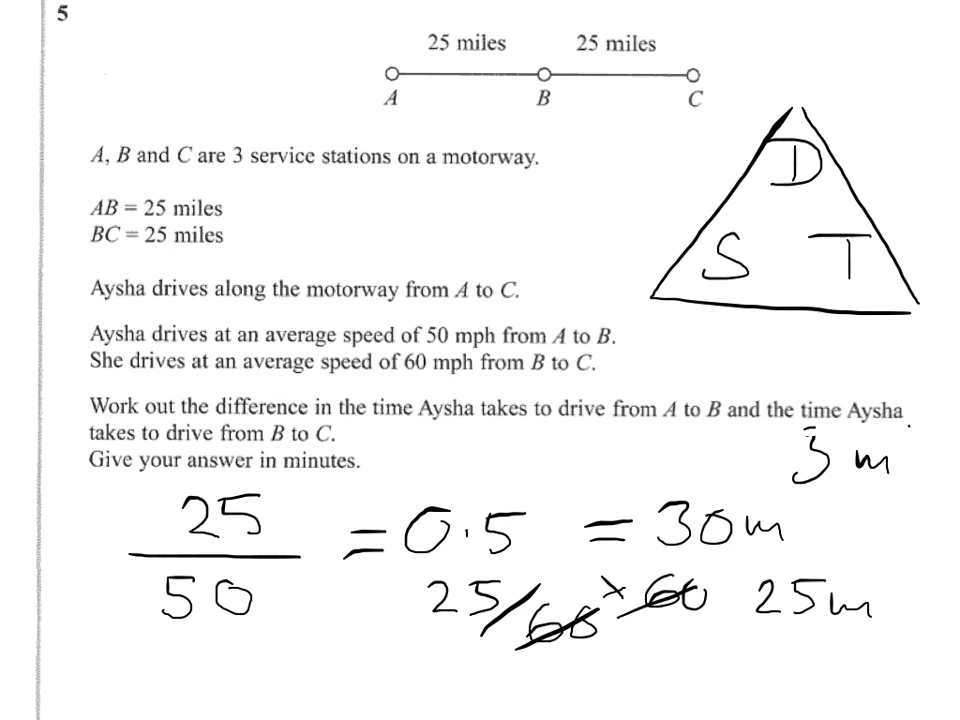 5
25 miles 25 miles
A B C
D
S T
A, B and C are 3 service stations on a motorway.
AB = 25 miles
BC = 25 miles
Aysha drives along the motorway from A to C.
Aysha drives at an average speed of 50 mph from A to B.
She drives at an average speed of 60 mph from B to C.
Work out the difference in the time Aysha takes to drive from A to B and the time Aysha
takes to drive from B to C.
Give your answer in minutes.
25
50
= 0.5 = 30m
25/60 × 60 25m